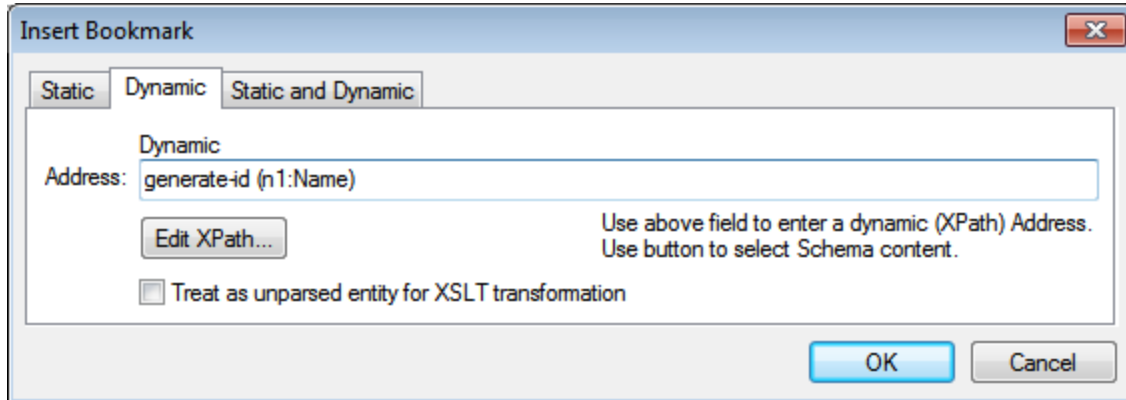 Insert Bookmark
Static Dynamic Static and Dynamic
Dynamic
Address: generate-id (n1:Name)
Edit XPath... Use above field to enter a dynamic (XPath) Address.
Use button to select Schema content.
Treat as unparsed entity for XSLT transformation
OK Cancel